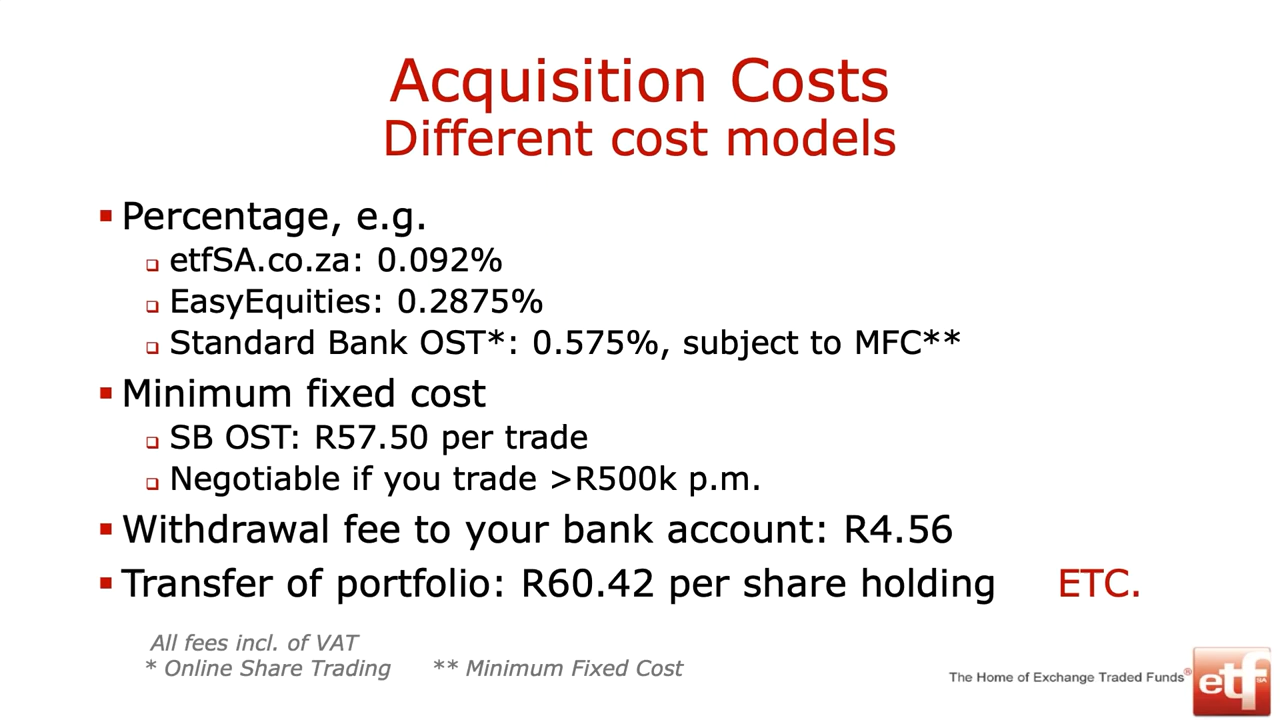 Acquisition Costs
Different cost models
▪ Percentage, e.g.
❑ etfSA.co.za: 0.092%
❑ EasyEquities: 0.2875%
❑ Standard Bank OST*: 0.575%, subject to MFC**
▪ Minimum fixed cost
❑ SB OST: R57.50 per trade
❑ Negotiable if you trade >R500k p.m.
▪ Withdrawal fee to your bank account: R4.56
▪ Transfer of portfolio: R60.42 per share holding ETC.
All fees incl. of VAT
* Online Share Trading ** Minimum Fixed Cost
The Home of Exchange Traded Funds®
etf SA